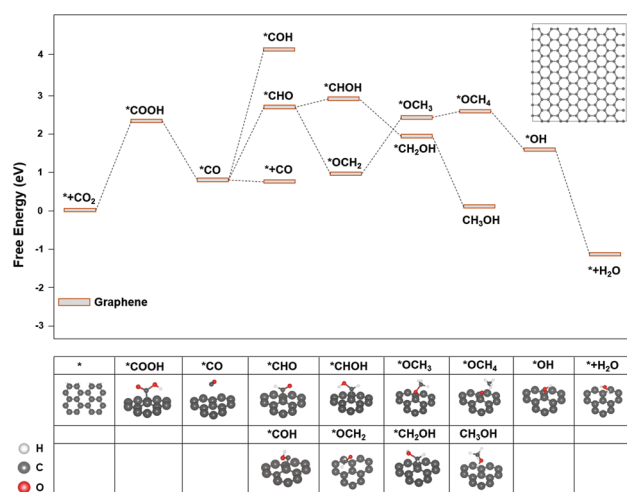 *COH
4
*CHO
*CHOH
3
*COOH
*OCH3
*OCH4
2
*CH2OH
*OH
*CO
*+CO
*OCH2
1
*+CO2
0
CH3OH
-1
*+H2O
-2
Graphene
-3
Free Energy (eV)
* *COOH *CO *CHO *CHOH *OCH3 *OCH4 *OH *+H2O
*COH *OCH2 *CH2OH CH3OH
H
C
O